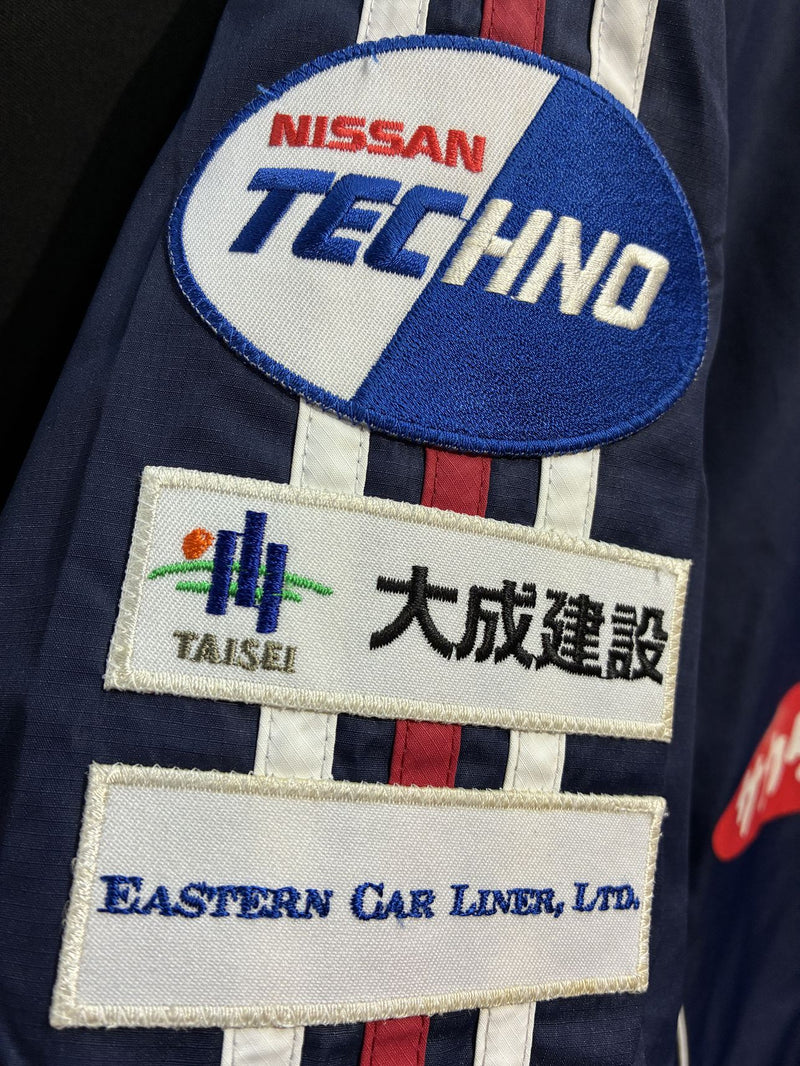 NISSAN
TECHNO
TAISEI
大成建設
EASTERN CAR LINER, LTD.